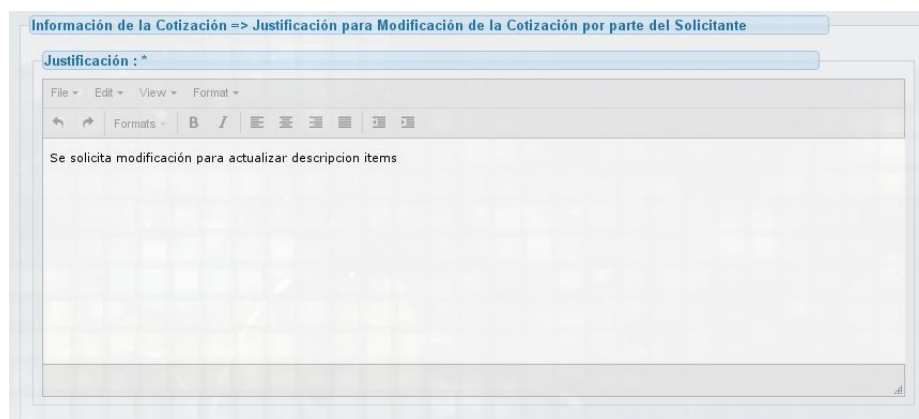 Información de la Cotización => Justificación para Modificación de la Cotización por parte del Solicitante
Justificación : *
File Edit View Format
Formats B I
Se solicita modificación para actualizar descripcion items